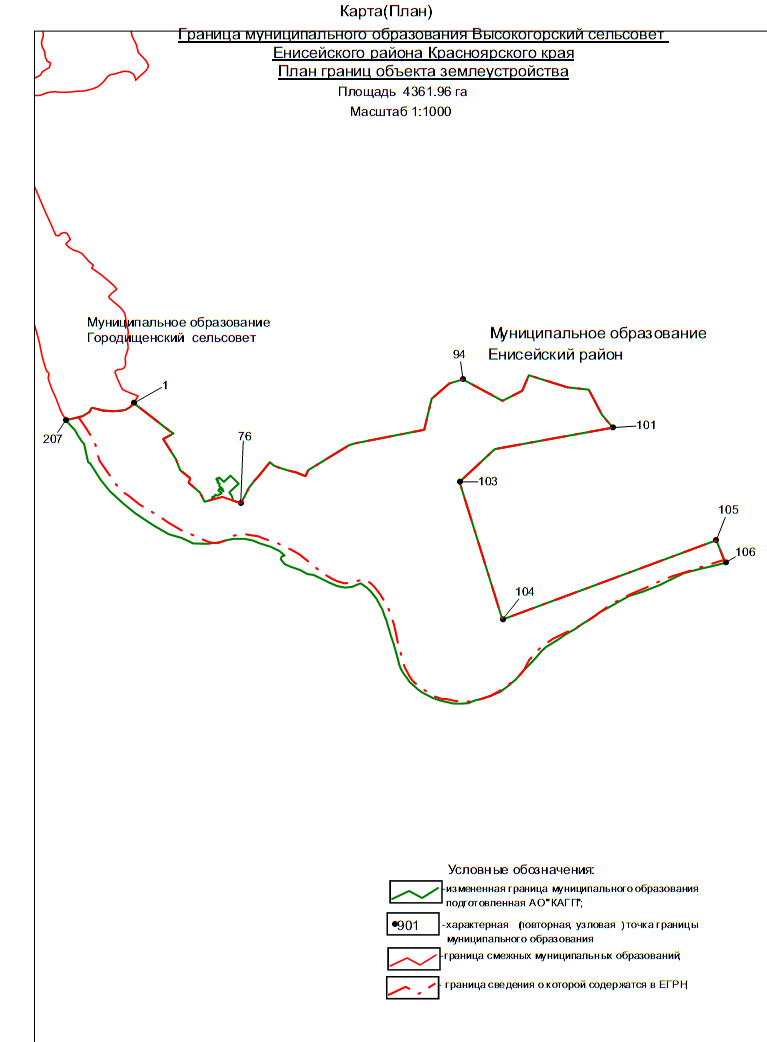 Карта(План)
Граница муниципального образования Высокогорский сельсовет
Енисейского района Красноярского края
План границ объекта землеустройства
Площадь 4361.96 га
Масштаб 1:1000
Муниципальное образование
Городищенский сельсовет
Муниципальное образование
Енисейский район
94
1
101
207
76
103
105
106
104
Условные обозначения:
-измененная граница муниципального образования
подготовленная АО"КАГП";
901
-характерная (повторная, узловая ) точка границы
муниципального образования
-граница смежных муниципальных образований;
- граница сведения о которой содержатся в ЕГРН;